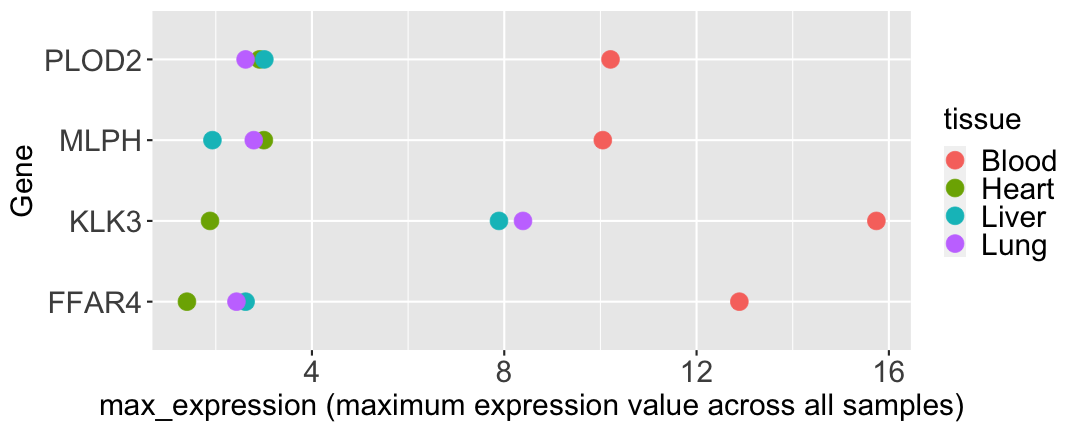 PLOD2
MLPH
KLK3
FFAR4
Gene
4 8 12 16
max_expression (maximum expression value across all samples)
tissue
Blood
Heart
Liver
Lung